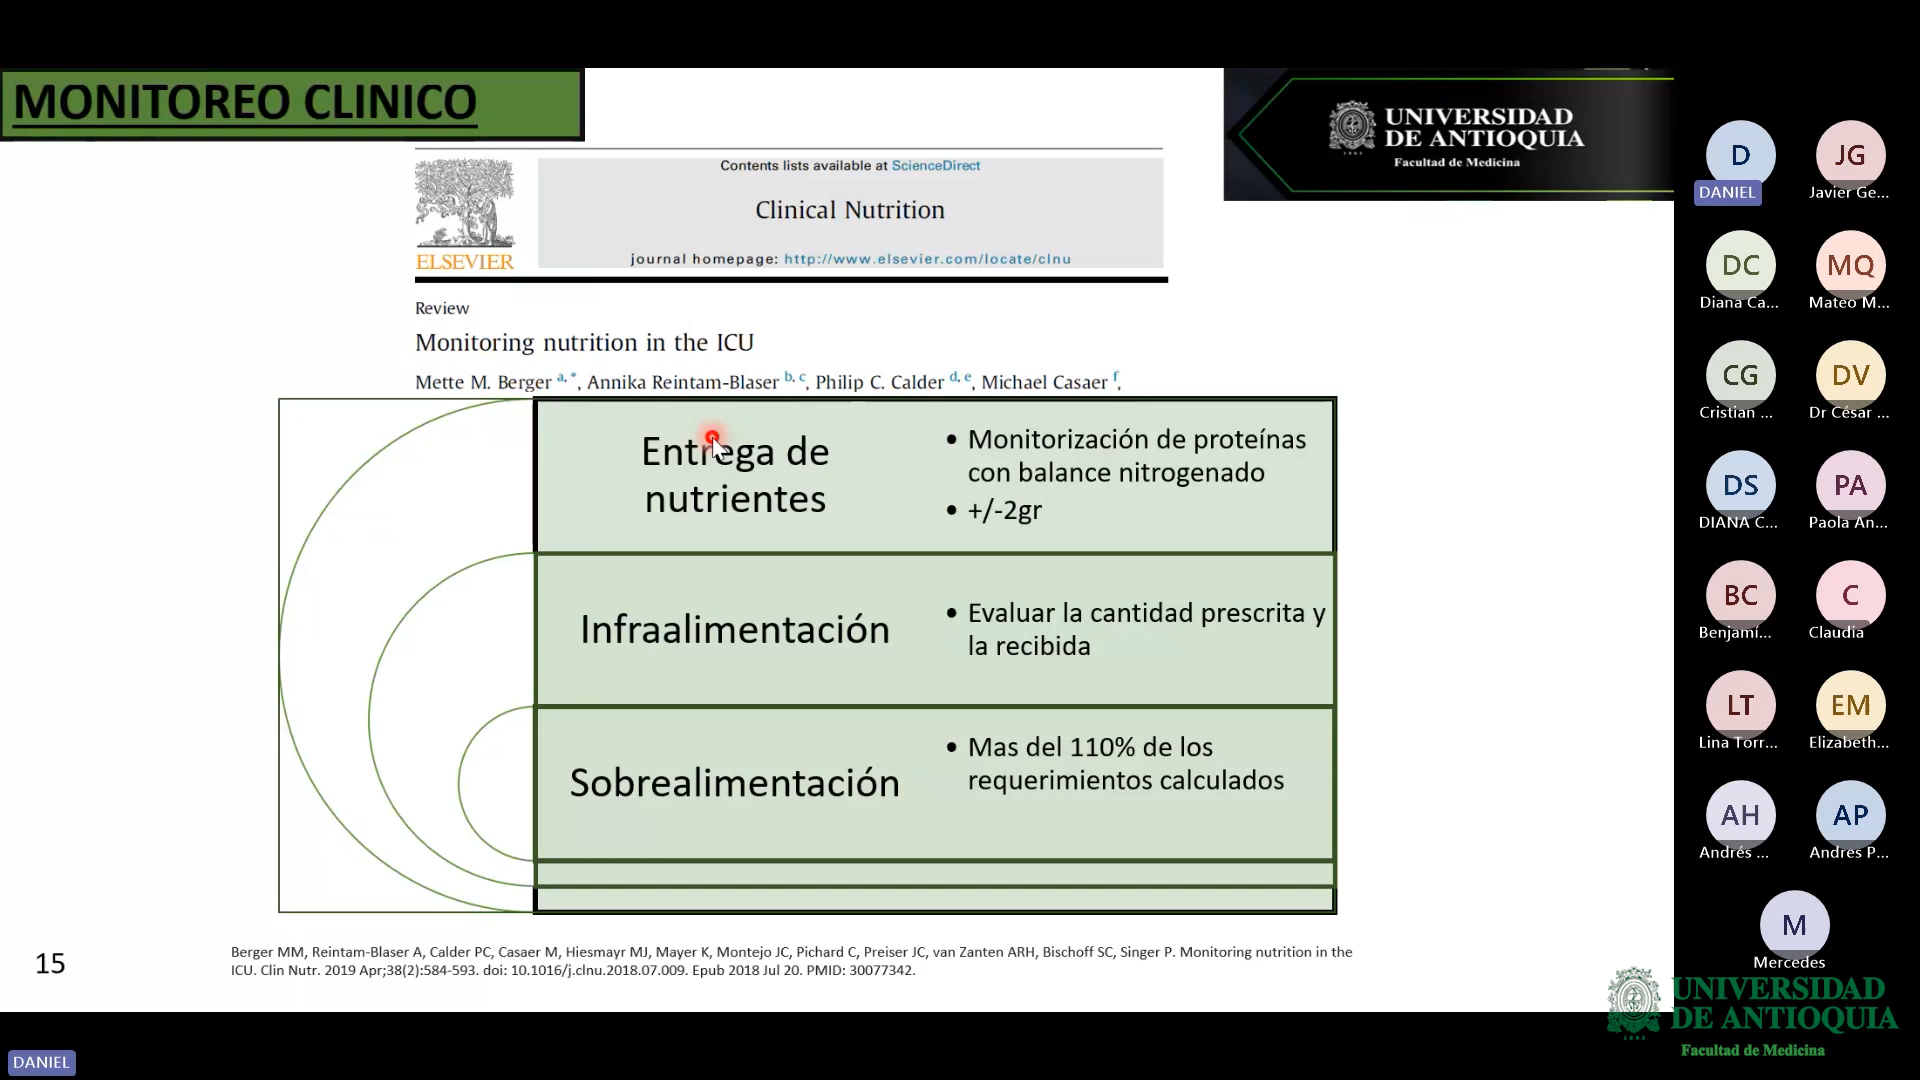 MONITOREO CLINICO
UNIVERSIDAD
DE ANTIOQUIA
1803
Facultad de Medicina
Contents lists available at ScienceDirect
Clinical Nutrition
journal homepage: http://www.elsevier.com/locate/clnu
ELSEVIER
Review
Monitoring nutrition in the ICU
Mette M. Berger a, *, Annika Reintam-Blaser b, c, Philip C. Calder d, e, Michael Casaer f,
Entrega de
nutrientes
• Monitorización de proteínas
con balance nitrogenado
• +/-2gr
Infraalimentación
• Evaluar la cantidad prescrita y
la recibida
Sobrealimentación
• Mas del 110% de los
requerimientos calculados
15
Berger MM, Reintam-Blaser A, Calder PC, Casaer M, Hiesmayr MJ, Mayer K, Montejo JC, Pichard C, Preiser JC, van Zanten ARH, Bischoff SC, Singer P. Monitoring nutrition in the
ICU. Clin Nutr. 2019 Apr;38(2):584-593. doi: 10.1016/j.clnu.2018.07.009. Epub 2018 Jul 20. PMID: 30077342.
D
DANIEL
JG
Javier Ge...
DC
Diana Ca...
MQ
Mateo M...
CG
Cristian ...
DV
Dr César ...
DS
DIANA C...
PA
Paola An...
BC
Benjamí...
C
Claudia
LT
Lina Torr...
EM
Elizabeth...
AH
Andrés ...
AP
Andres P...
M
Mercedes
UNIVERSIDAD
DE ANTIOQUIA
1803
Facultad de Medicina
DANIEL